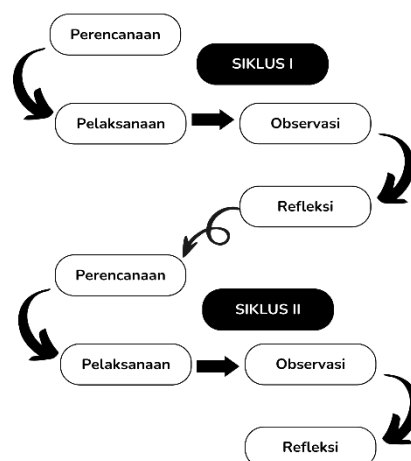 Perencanaan
SIKLUS I
Pelaksanaan
Observasi
Refleksi
Perencanaan
SIKLUS II
Pelaksanaan
Observasi
Refleksi